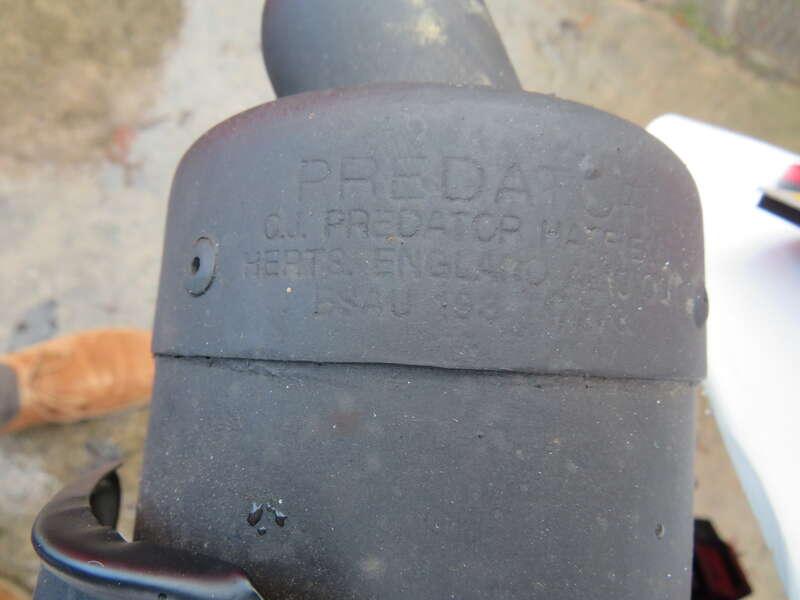 PREDATOR
Q.J. PREDATOR
HERTS. ENGLAND
BSAU 193